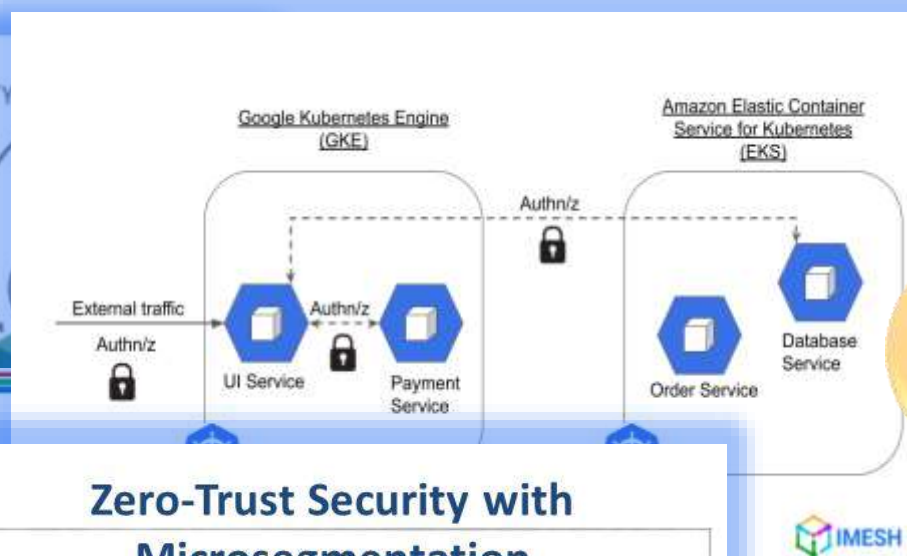 Google Kubernetes Engine
(GKE)
Amazon Elastic Container
Service for Kubernetes
(EKS)
Authn/z
External traffic
Authn/z
Authn/z
UI Service
Payment
Service
Order Service
Database
Service
Zero-Trust Security with
Microsegmentation
IMESH